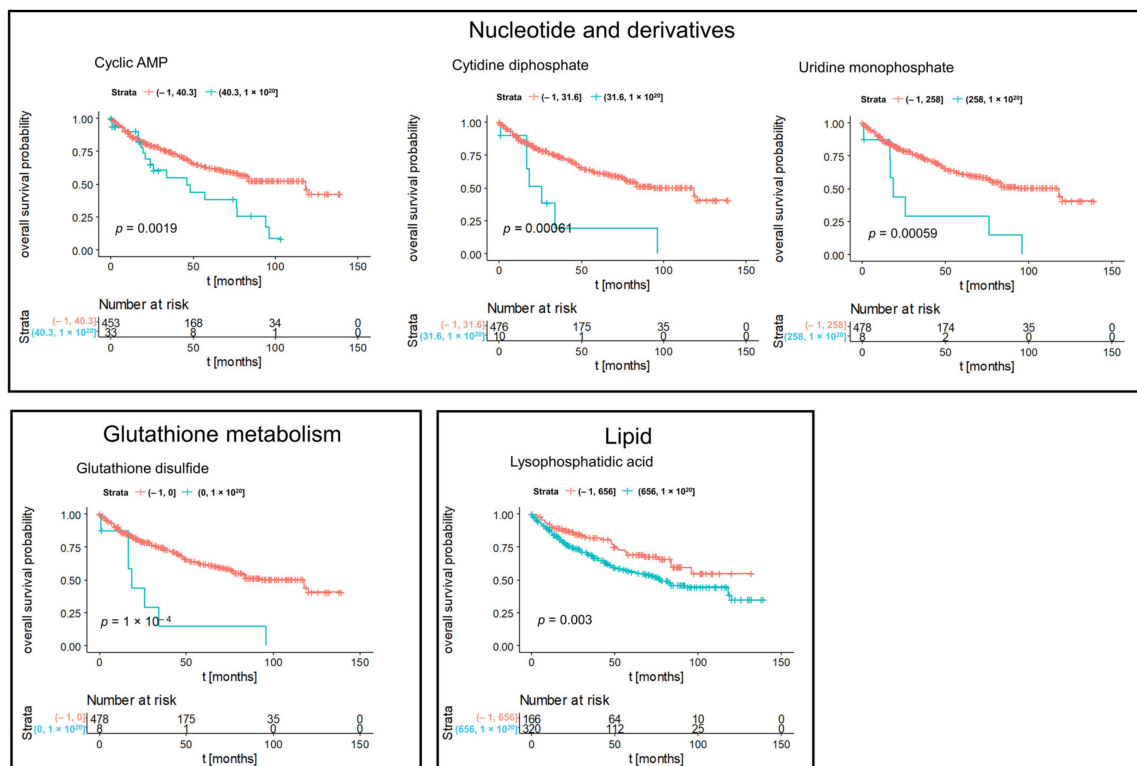 Nucleotide and derivatives
Cyclic AMP
Strata (– 1, 40.3] (40.3, 1 × 10²⁰]
overall survival probability
1.00
0.75
0.50
0.25
0.00
p = 0.0019
0 50 100 150
t [months]
Number at risk
Strata
(– 1, 40.3] 453 168 34 0
(40.3, 1 × 10²⁰] 33 8 1 0
0 50 100 150
t [months]
Cytidine diphosphate
Strata (– 1, 31.6] (31.6, 1 × 10²⁰]
overall survival probability
1.00
0.75
0.50
0.25
0.00
p = 0.00061
0 50 100 150
t [months]
Number at risk
Strata
(– 1, 31.6] 476 175 35 0
(31.6, 1 × 10²⁰] 10 1 0 0
0 50 100 150
t [months]
Uridine monophosphate
Strata (– 1, 258] (258, 1 × 10²⁰]
overall survival probability
1.00
0.75
0.50
0.25
0.00
p = 0.00059
0 50 100 150
t [months]
Number at risk
Strata
(– 1, 258] 478 174 35 0
(258, 1 × 10²⁰] 8 2 0 0
0 50 100 150
t [months]
Glutathione metabolism
Glutathione disulfide
Strata (– 1, 0] (0, 1 × 10²⁰]
overall survival probability
1.00
0.75
0.50
0.25
0.00
p = 1 × 10⁻⁴
0 50 100 150
t [months]
Number at risk
Strata
(– 1, 0] 478 175 35 0
(0, 1 × 10²⁰] 8 1 0 0
0 50 100 150
t [months]
Lipid
Lysophosphatidic acid
Strata (– 1, 656] (656, 1 × 10²⁰]
overall survival probability
1.00
0.75
0.50
0.25
0.00
p = 0.003
0 50 100 150
t [months]
Number at risk
Strata
(– 1, 656] 166 64 10 0
(656, 1 × 10²⁰] 320 112 25 0
0 50 100 150
t [months]